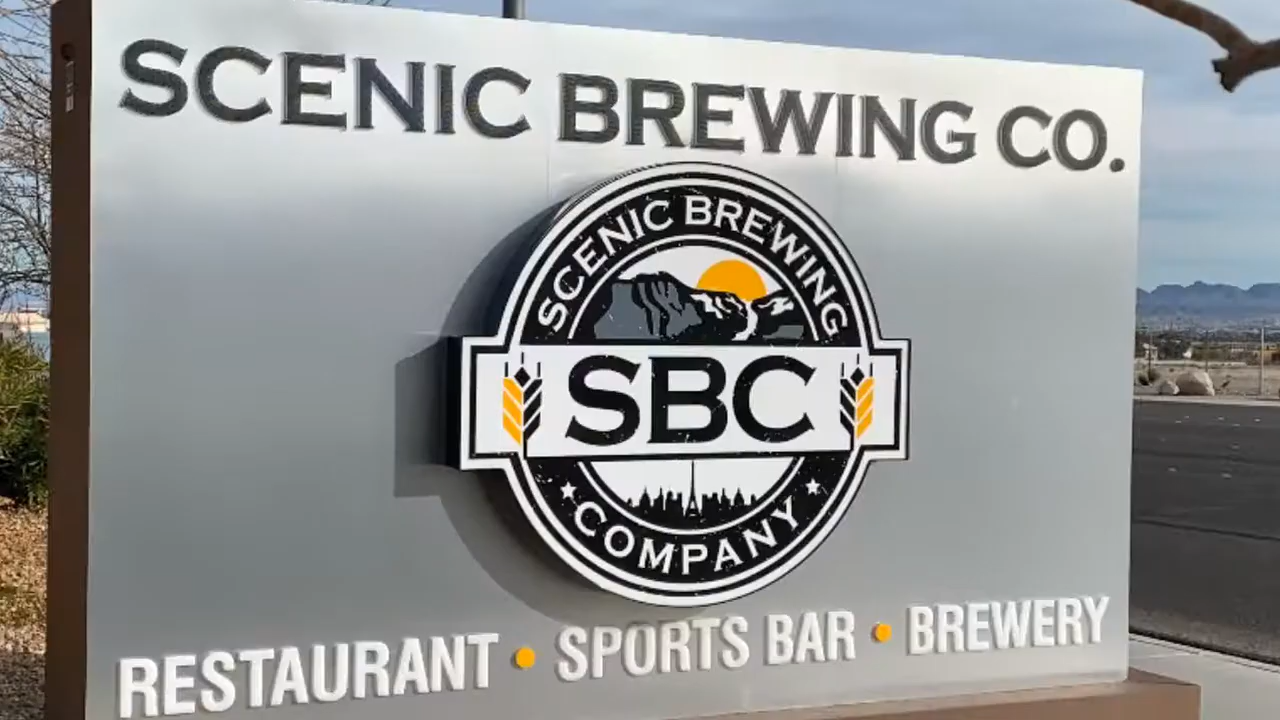 SCENIC BREWING CO.
SCENIC BREWING
SBC
COMPANY
RESTAURANT • SPORTS BAR • BREWERY